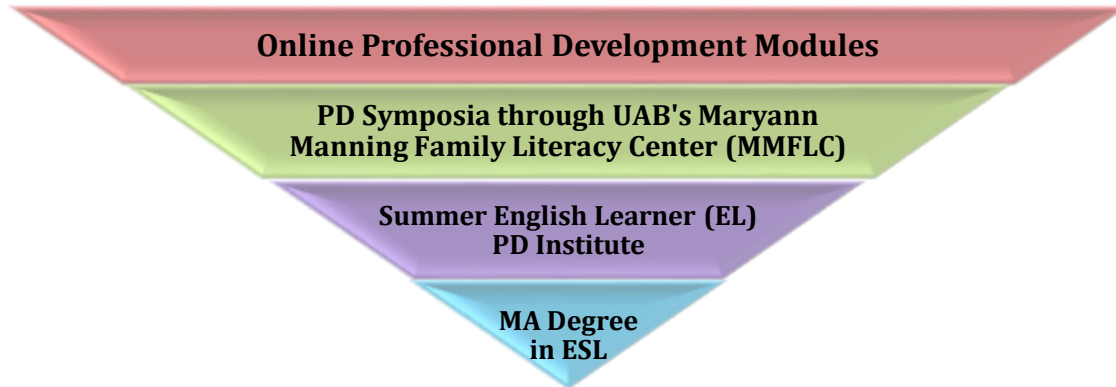 Online Professional Development Modules
PD Symposia through UAB's Maryann
Manning Family Literacy Center (MMFLC)
Summer English Learner (EL)
PD Institute
MA Degree
in ESL